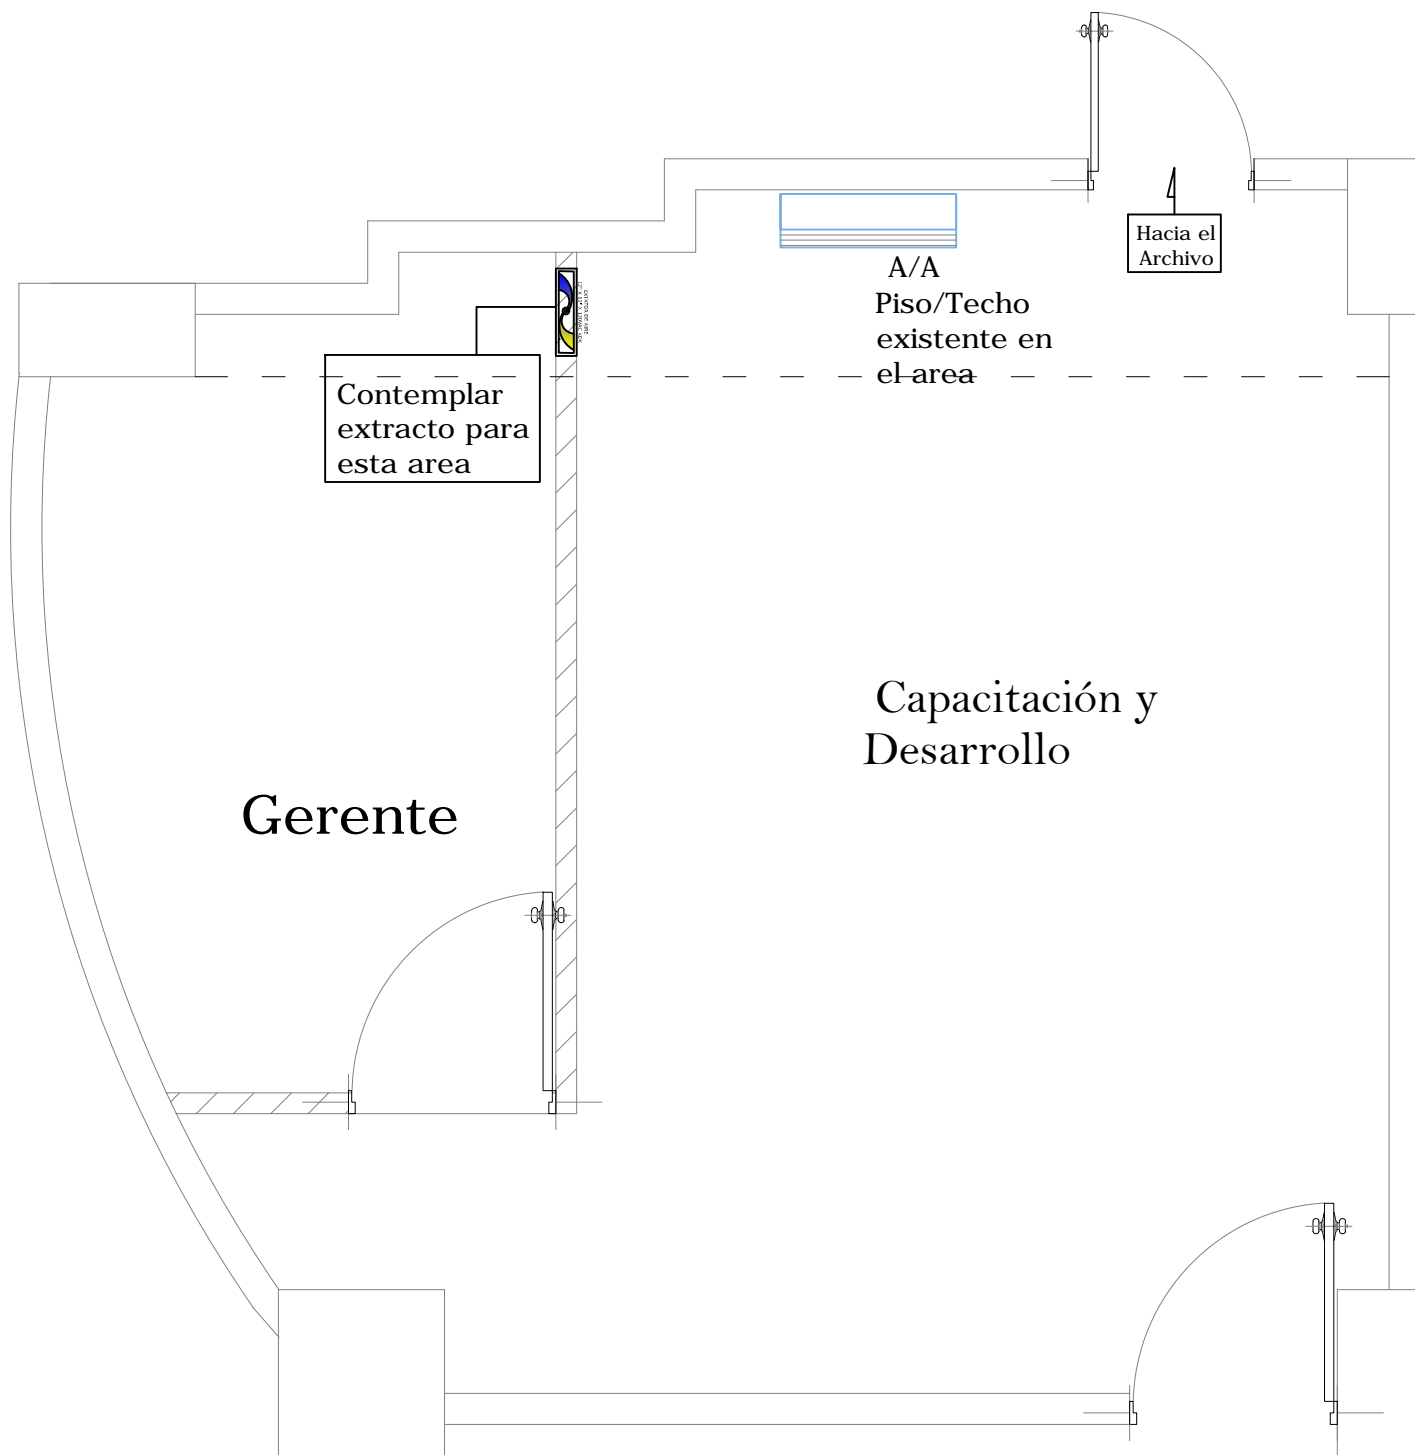 Hacia el
Archivo
A/A
Piso/Techo
existente en
el area
Contemplar
extracto para
esta area
Capacitación y
Desarrollo
Gerente